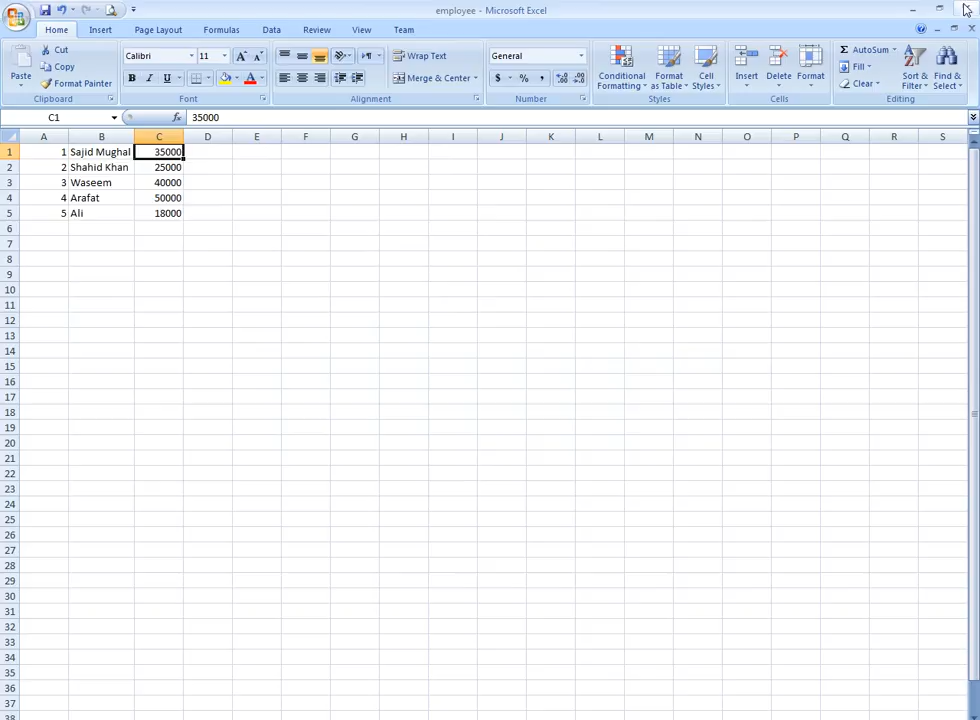 employee - Microsoft Excel
Home Insert Page Layout Formulas Data Review View Team
Paste Cut Copy Format Painter Clipboard
Calibri 11 A A B I U A Font
Wrap Text Merge & Center Alignment
General $ % , Number
Conditional Formatting Format as Table Cell Styles Styles
Insert Delete Format Cells
Σ AutoSum Fill Clear Sort & Filter Find & Select Editing
C1 fx 35000
A B C D E F G H I J K L M N O P Q R S
1 1 Sajid Mughal 35000
2 2 Shahid Khan 25000
3 3 Waseem 40000
4 4 Arafat 50000
5 5 Ali 18000
6
7
8
9
10
11
12
13
14
15
16
17
18
19
20
21
22
23
24
25
26
27
28
29
30
31
32
33
34
35
36
37
38